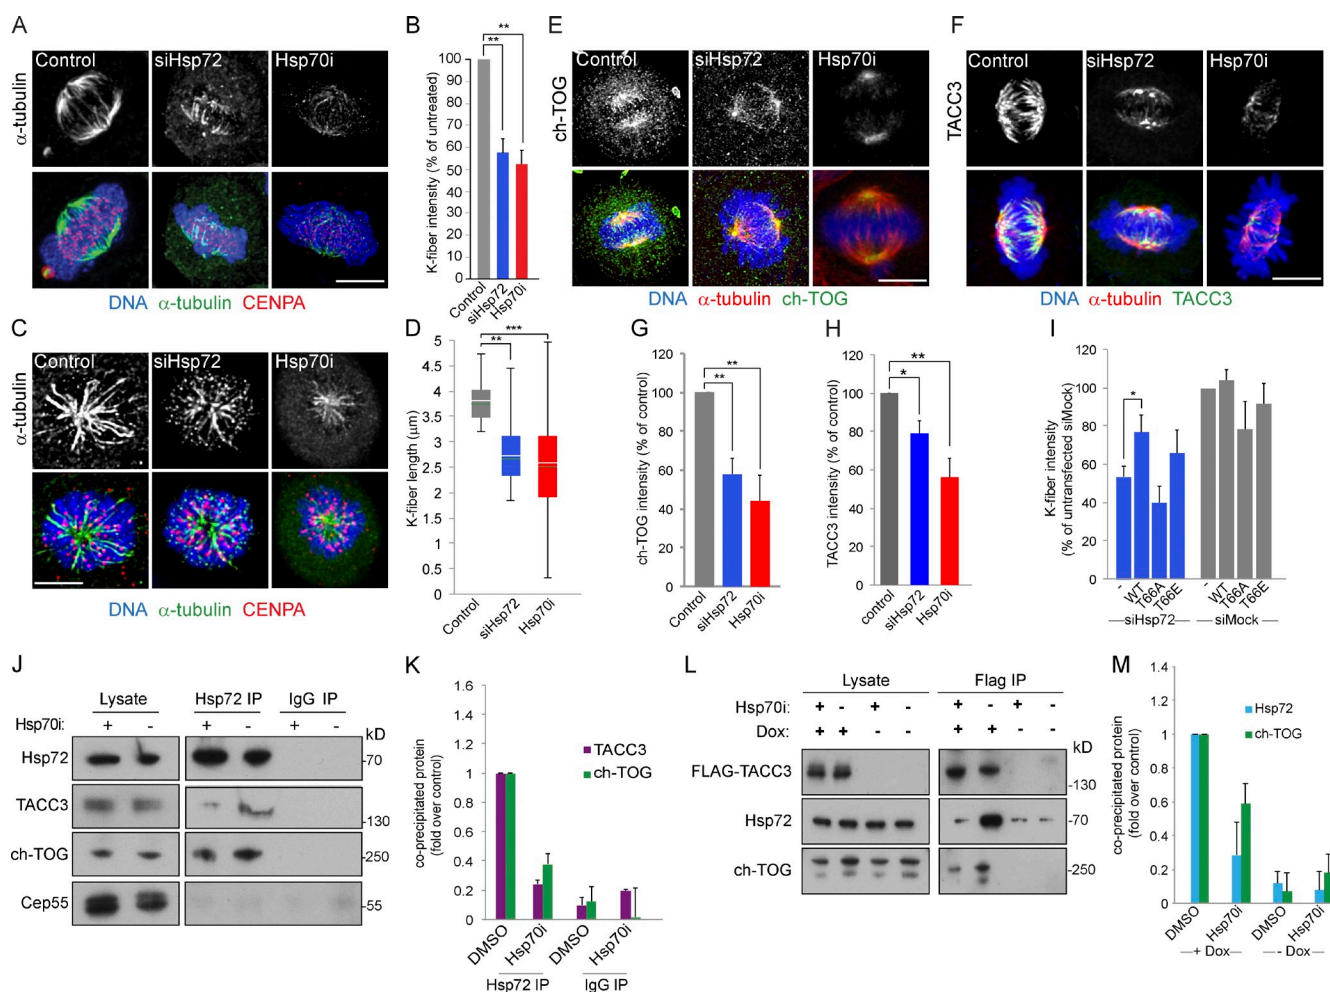 A
Control
siHsp72
Hsp70i
α-tubulin
DNA α-tubulin CENPA
B
**
**
K-fiber intensity (% of untreated)
100
90
80
70
60
50
40
30
20
10
0
Control
siHsp72
Hsp70i
C
Control
siHsp72
Hsp70i
α-tubulin
DNA α-tubulin CENPA
D
***
**
K-fiber length (μm)
5
4.5
4
3.5
3
2.5
2
1.5
1
0.5
0
Control
siHsp72
Hsp70i
E
Control
siHsp72
Hsp70i
ch-TOG
DNA α-tubulin ch-TOG
F
Control
siHsp72
Hsp70i
TACC3
DNA α-tubulin TACC3
G
**
**
ch-TOG intensity (% of control)
120
100
80
60
40
20
0
Control
siHsp72
Hsp70i
H
**
*
TACC3 intensity (% of control)
120
100
80
60
40
20
0
Control
siHsp72
Hsp70i
I
*
K-fiber intensity
(% of untransfected siMock)
120
100
80
60
40
20
0
- WT T66A T66E - WT T66A T66E
siHsp72 siMock
J
Lysate Hsp72 IP IgG IP
Hsp70i: + - + - + -
kD
Hsp72 -70
TACC3 -130
ch-TOG -250
Cep55 -55
K
co-precipitated protein
(fold over control)
1.6
1.4
1.2
1
0.8
0.6
0.4
0.2
0
TACC3
ch-TOG
DMSO Hsp70i DMSO Hsp70i
Hsp72 IP IgG IP
L
Lysate Flag IP
Hsp70i: + - + - + - + -
Dox: + + - - + + - -
kD
FLAG-TACC3 -130
Hsp72 -70
ch-TOG -250
M
co-precipitated protein
(fold over control)
1.4
1.2
1
0.8
0.6
0.4
0.2
0
Hsp72
ch-TOG
DMSO Hsp70i DMSO Hsp70i
+ Dox - Dox